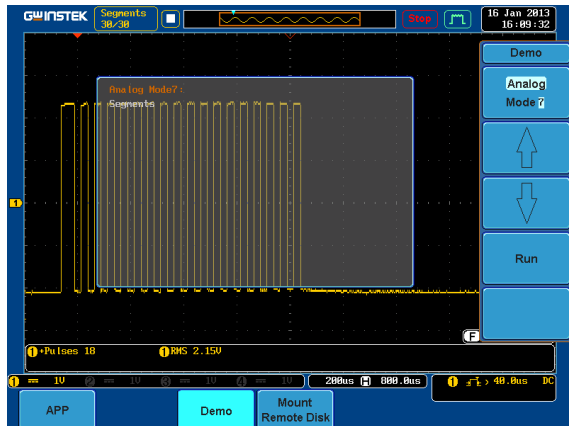 GWINSTEK
Segments
30/30
Stop
16 Jan 2013
16:09:32
Demo
Analog
Mode 7
Run
Analog Mode7:
Segments
1
F
1 +Pulses 18
1 RMS 2.15V
1 1V 2 1V 3 1V 4 1V
200us H 800.0us
1 > 40.0us DC
APP
Demo
Mount
Remote Disk